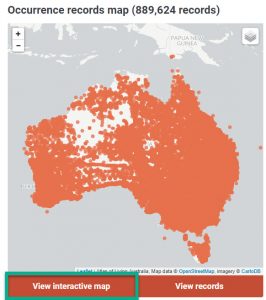 Occurrence records map (889,624 records)
+
PAPUA NEW
GUINEA
-
Leaflet | Atlas of Living Australia, Map data © OpenStreetMap, imagery © CartoDB
View interactive map
View records